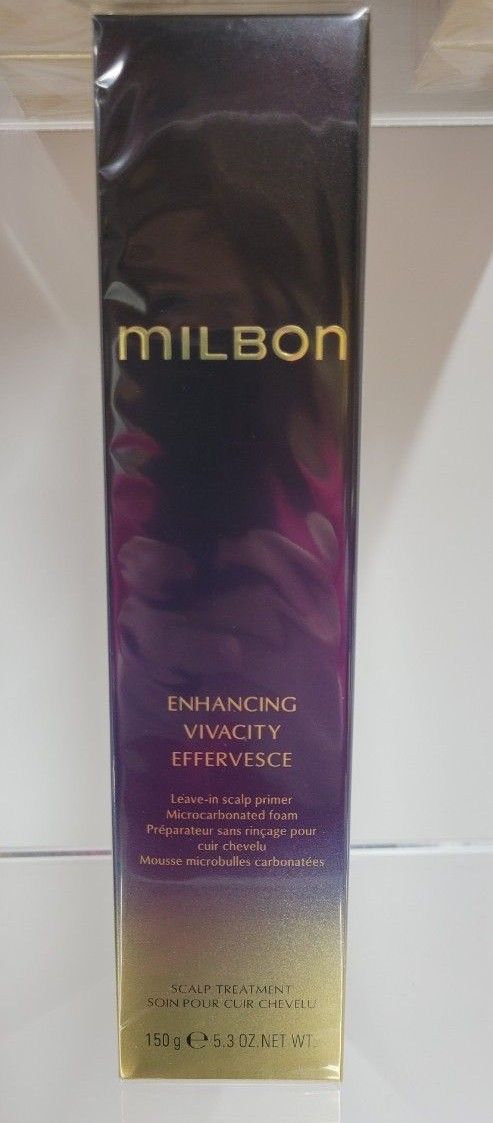 MILBON
ENHANCING
VIVACITY
EFFERVESCE
Leave-in scalp primer
Microcarbonated foam
Préparateur sans rinçage pour
cuir chevelu
Mousse microbulles carbonatées
SCALP TREATMENT
SOIN POUR CUIR CHEVELU
150 g ℮ 5.3 OZ.NET WT.